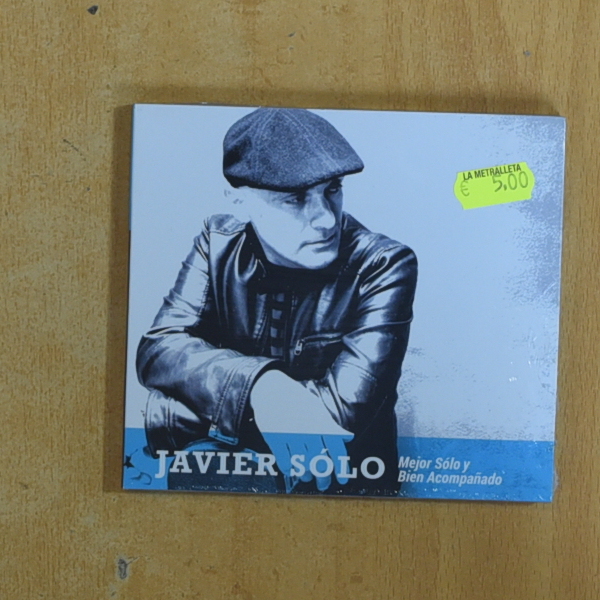 LA METRALLETA
€ 5,00
JAVIER SÓLO
Mejor Sólo y
Bien Acompañado